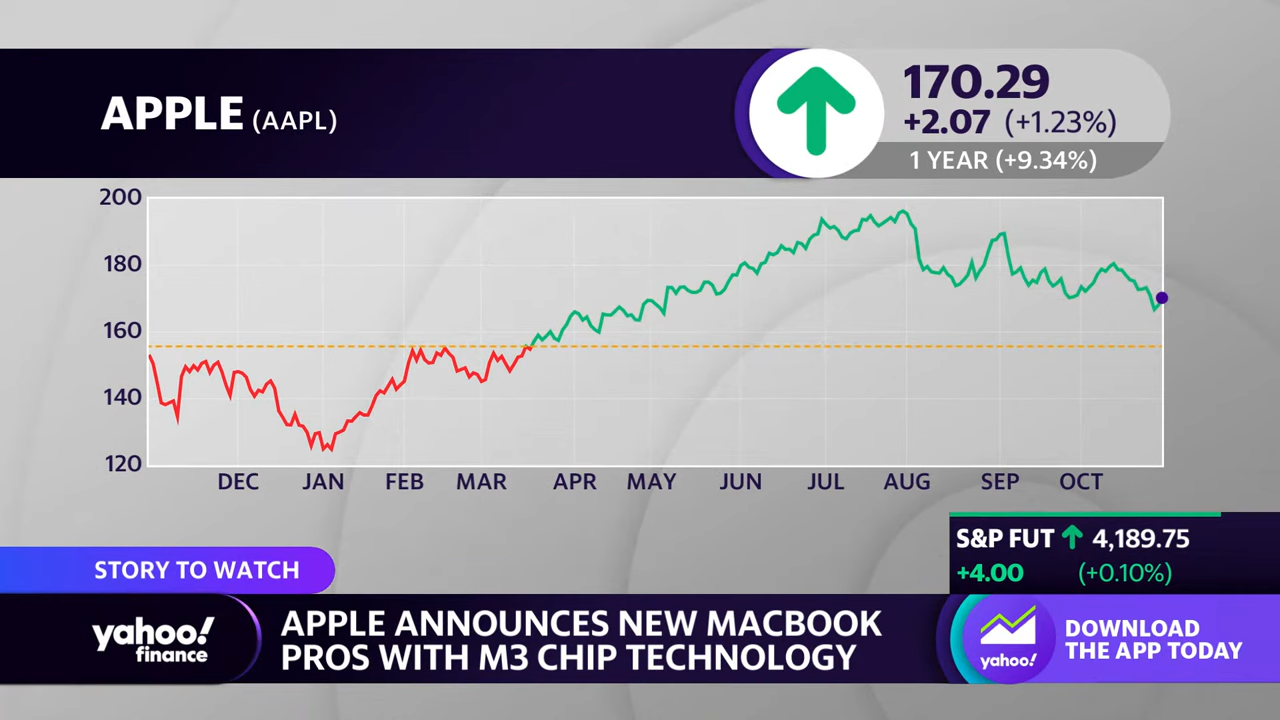 APPLE (AAPL)
170.29
+2.07 (+1.23%)
1 YEAR (+9.34%)
200
180
160
140
120
DEC JAN FEB MAR APR MAY JUN JUL AUG SEP OCT
S&P FUT 4,189.75
+4.00 (+0.10%)
STORY TO WATCH
yahoo!
finance
APPLE ANNOUNCES NEW MACBOOK
PROS WITH M3 CHIP TECHNOLOGY
yahoo!
DOWNLOAD
THE APP TODAY